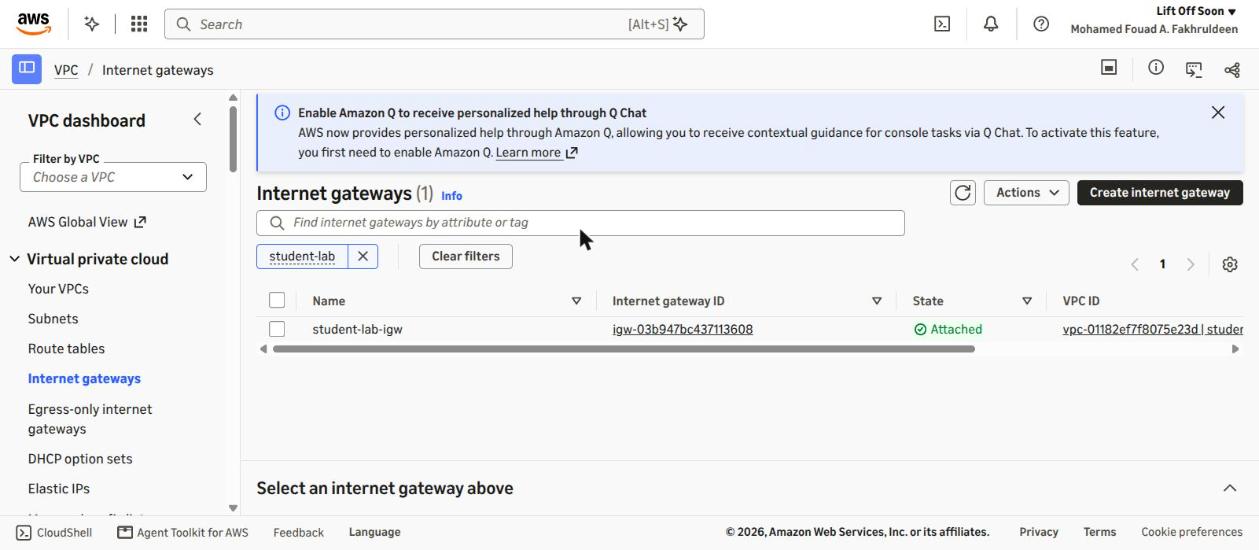 aws
Search [Alt+S]
Lift Off Soon
Mohamed Fouad A. Fakhruldeen
VPC / Internet gateways
VPC dashboard
Filter by VPC
Choose a VPC
AWS Global View
Virtual private cloud
Your VPCs
Subnets
Route tables
Internet gateways
Egress-only internet
gateways
DHCP option sets
Elastic IPs
Enable Amazon Q to receive personalized help through Q Chat
AWS now provides personalized help through Amazon Q, allowing you to receive contextual guidance for console tasks via Q Chat. To activate this feature,
you first need to enable Amazon Q. Learn more
Internet gateways (1) Info
Actions
Create internet gateway
Find internet gateways by attribute or tag
student-lab
Clear filters
1
Name Internet gateway ID State VPC ID
student-lab-igw igw-03b947bc437113608 Attached vpc-01182ef7f8075e23d | studer
Select an internet gateway above
CloudShell Agent Toolkit for AWS Feedback Language © 2026, Amazon Web Services, Inc. or its affiliates. Privacy Terms Cookie preferences